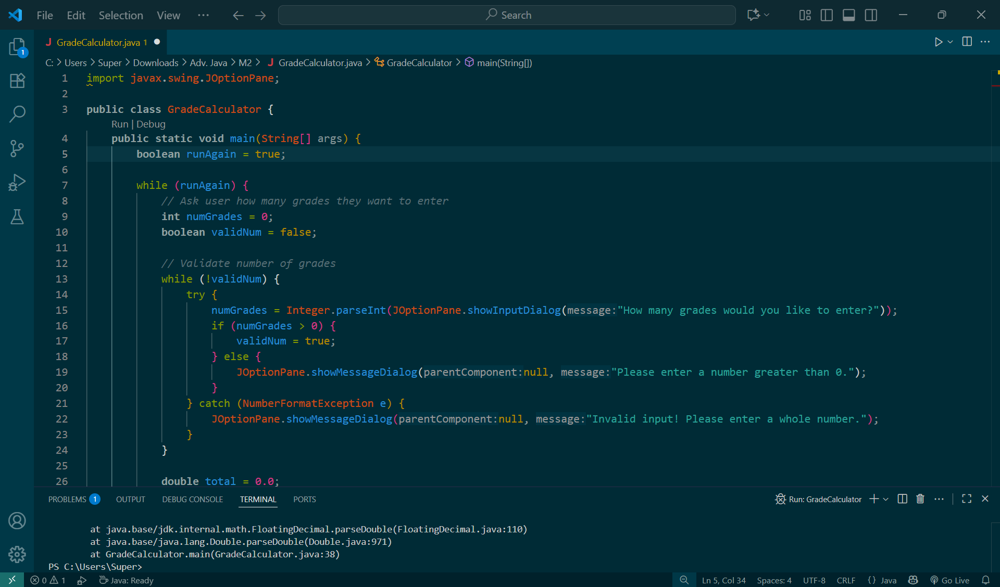 File Edit Selection View ··· Search
J GradeCalculator.java 1
1
C: > Users > Super > Downloads > Adv. Java > M2 > J GradeCalculator.java > GradeCalculator > main(String[])
1 import javax.swing.JOptionPane;
2
3 public class GradeCalculator {
Run | Debug
4 public static void main(String[] args) {
5 boolean runAgain = true;
6
7 while (runAgain) {
8 // Ask user how many grades they want to enter
9 int numGrades = 0;
10 boolean validNum = false;
11
12 // Validate number of grades
13 while (!validNum) {
14 try {
15 numGrades = Integer.parseInt(JOptionPane.showInputDialog(message:"How many grades would you like to enter?"));
16 if (numGrades > 0) {
17 validNum = true;
18 } else {
19 JOptionPane.showMessageDialog(parentComponent:null, message:"Please enter a number greater than 0.");
20 }
21 } catch (NumberFormatException e) {
22 JOptionPane.showMessageDialog(parentComponent:null, message:"Invalid input! Please enter a whole number.");
23 }
24 }
25
26 double total = 0.0;
PROBLEMS 1 OUTPUT DEBUG CONSOLE TERMINAL PORTS Run: GradeCalculator
at java.base/jdk.internal.math.FloatingDecimal.parseDouble(FloatingDecimal.java:110)
at java.base/java.lang.Double.parseDouble(Double.java:971)
at GradeCalculator.main(GradeCalculator.java:38)
PS C:\Users\Super>
0 1 Java: Ready Ln 5, Col 34 Spaces: 4 UTF-8 CRLF {} Java Go Live